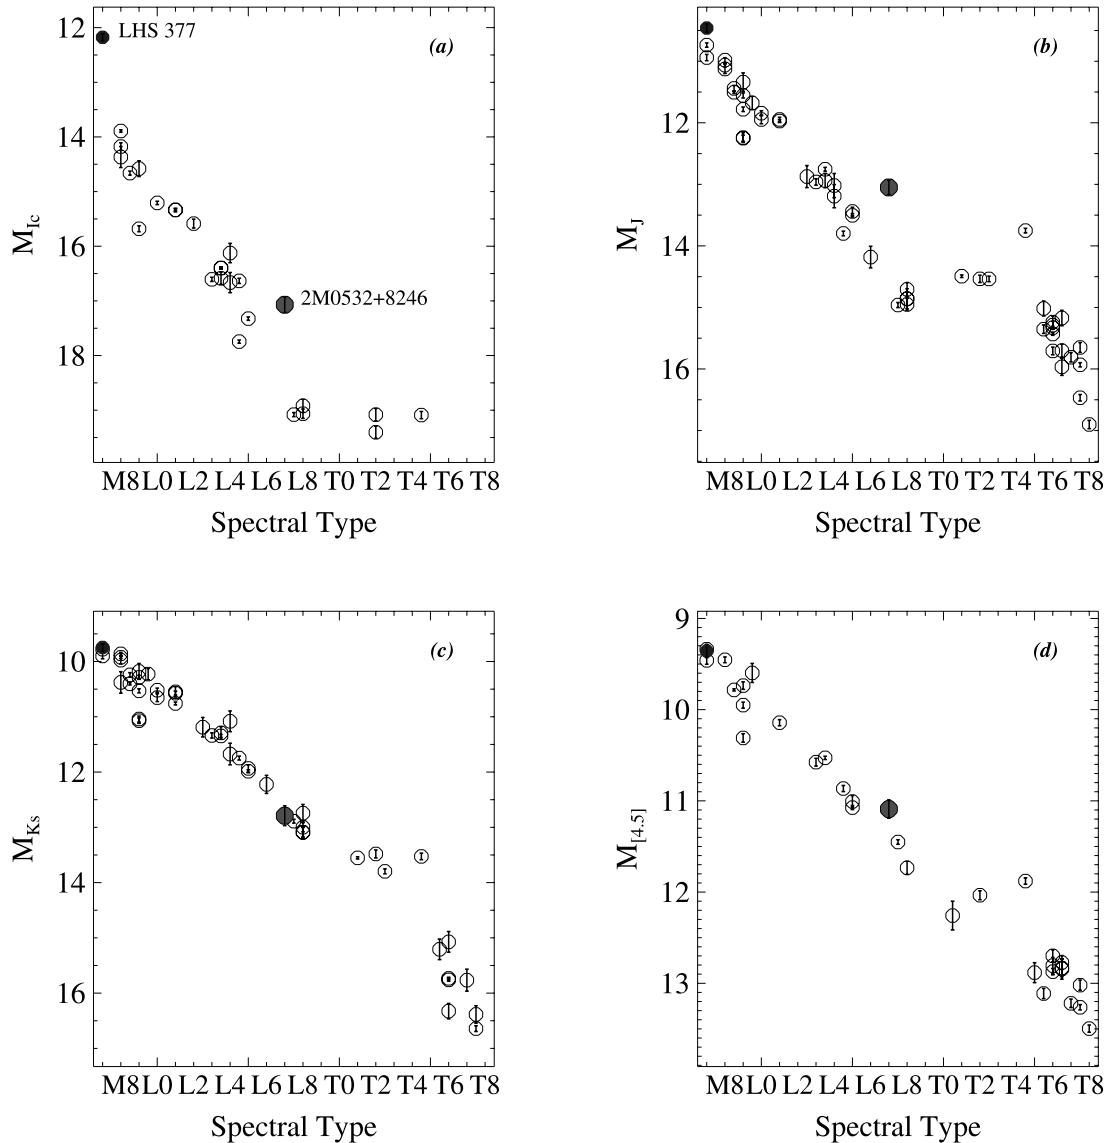 12
14
16
18
M_Ic
LHS 377
(a)
2M0532+8246
M8 L0 L2 L4 L6 L8 T0 T2 T4 T6 T8
Spectral Type
12
14
16
M_J
(b)
M8 L0 L2 L4 L6 L8 T0 T2 T4 T6 T8
Spectral Type
10
12
14
16
M_Ks
(c)
M8 L0 L2 L4 L6 L8 T0 T2 T4 T6 T8
Spectral Type
9
10
11
12
13
M_[4.5]
(d)
M8 L0 L2 L4 L6 L8 T0 T2 T4 T6 T8
Spectral Type